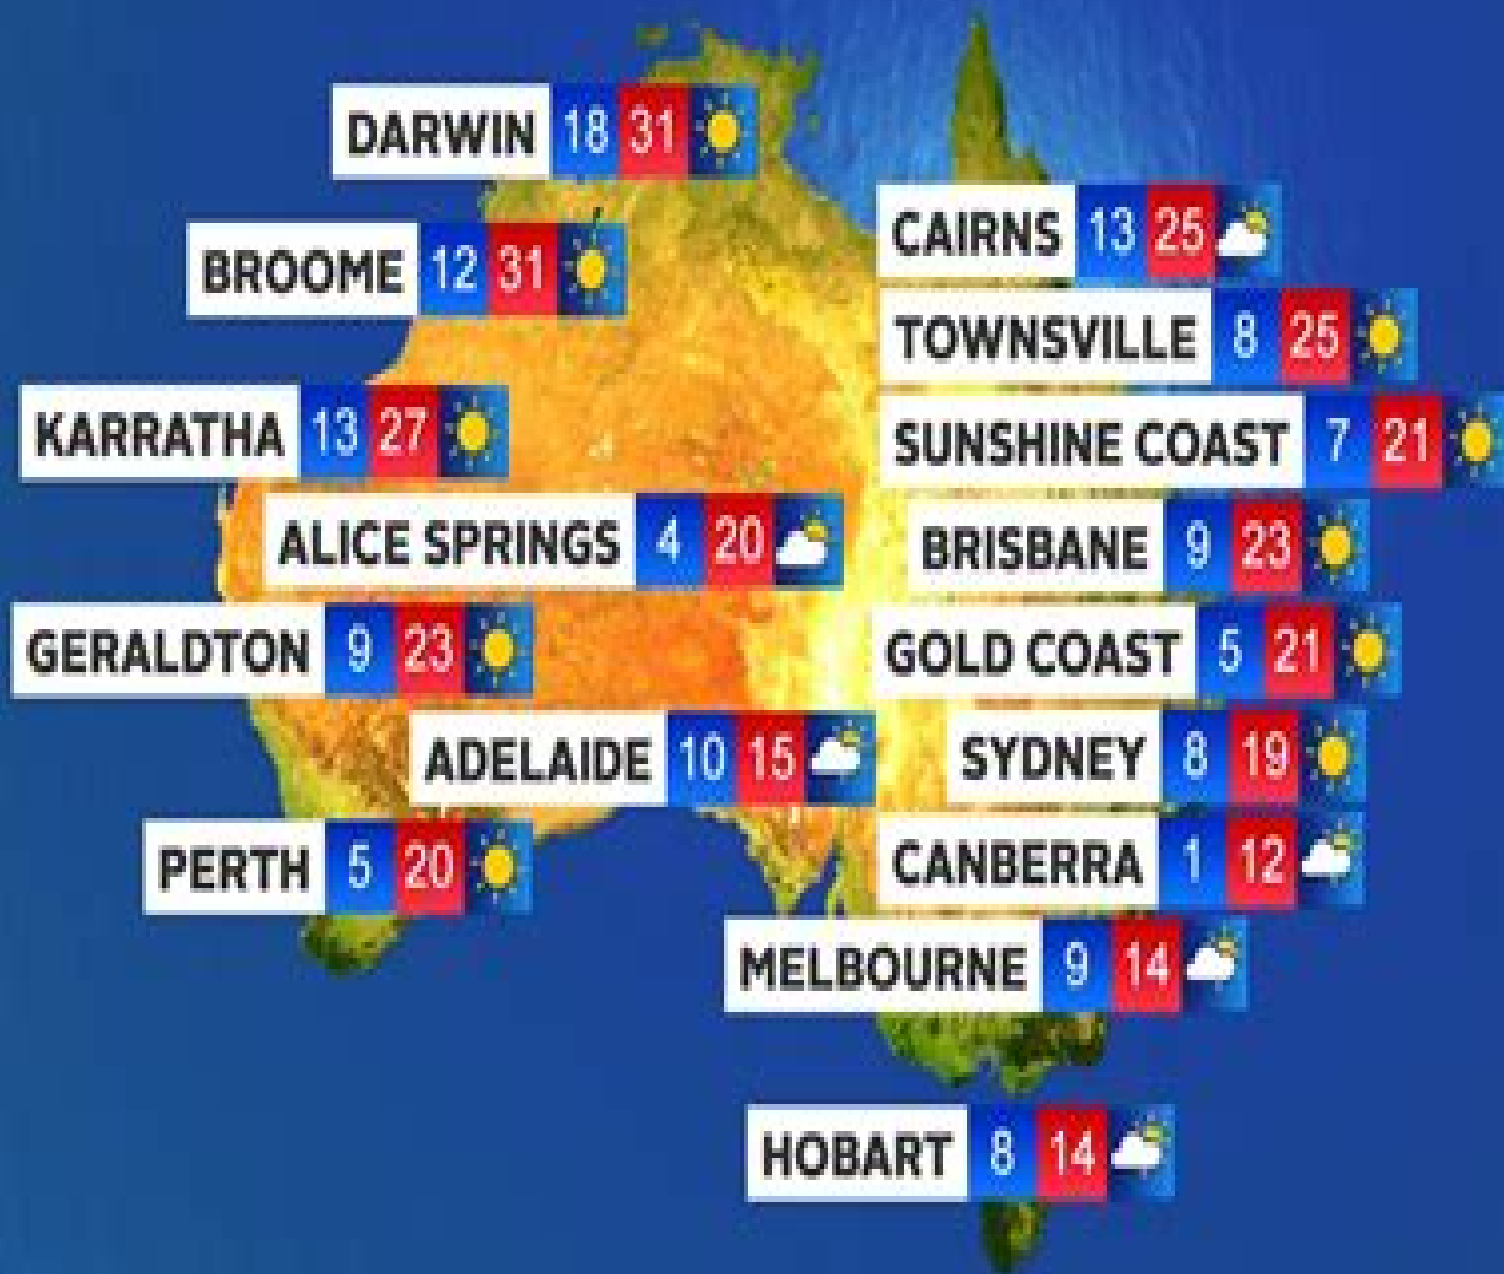 DARWIN 18 31
CAIRNS 13 25
BROOME 12 31
TOWNSVILLE 8 25
KARRATHA 13 27
SUNSHINE COAST 7 21
ALICE SPRINGS 4 20
BRISBANE 9 23
GERALDTON 9 23
GOLD COAST 5 21
ADELAIDE 10 15
SYDNEY 8 19
PERTH 5 20
CANBERRA 1 12
MELBOURNE 9 14
HOBART 8 14